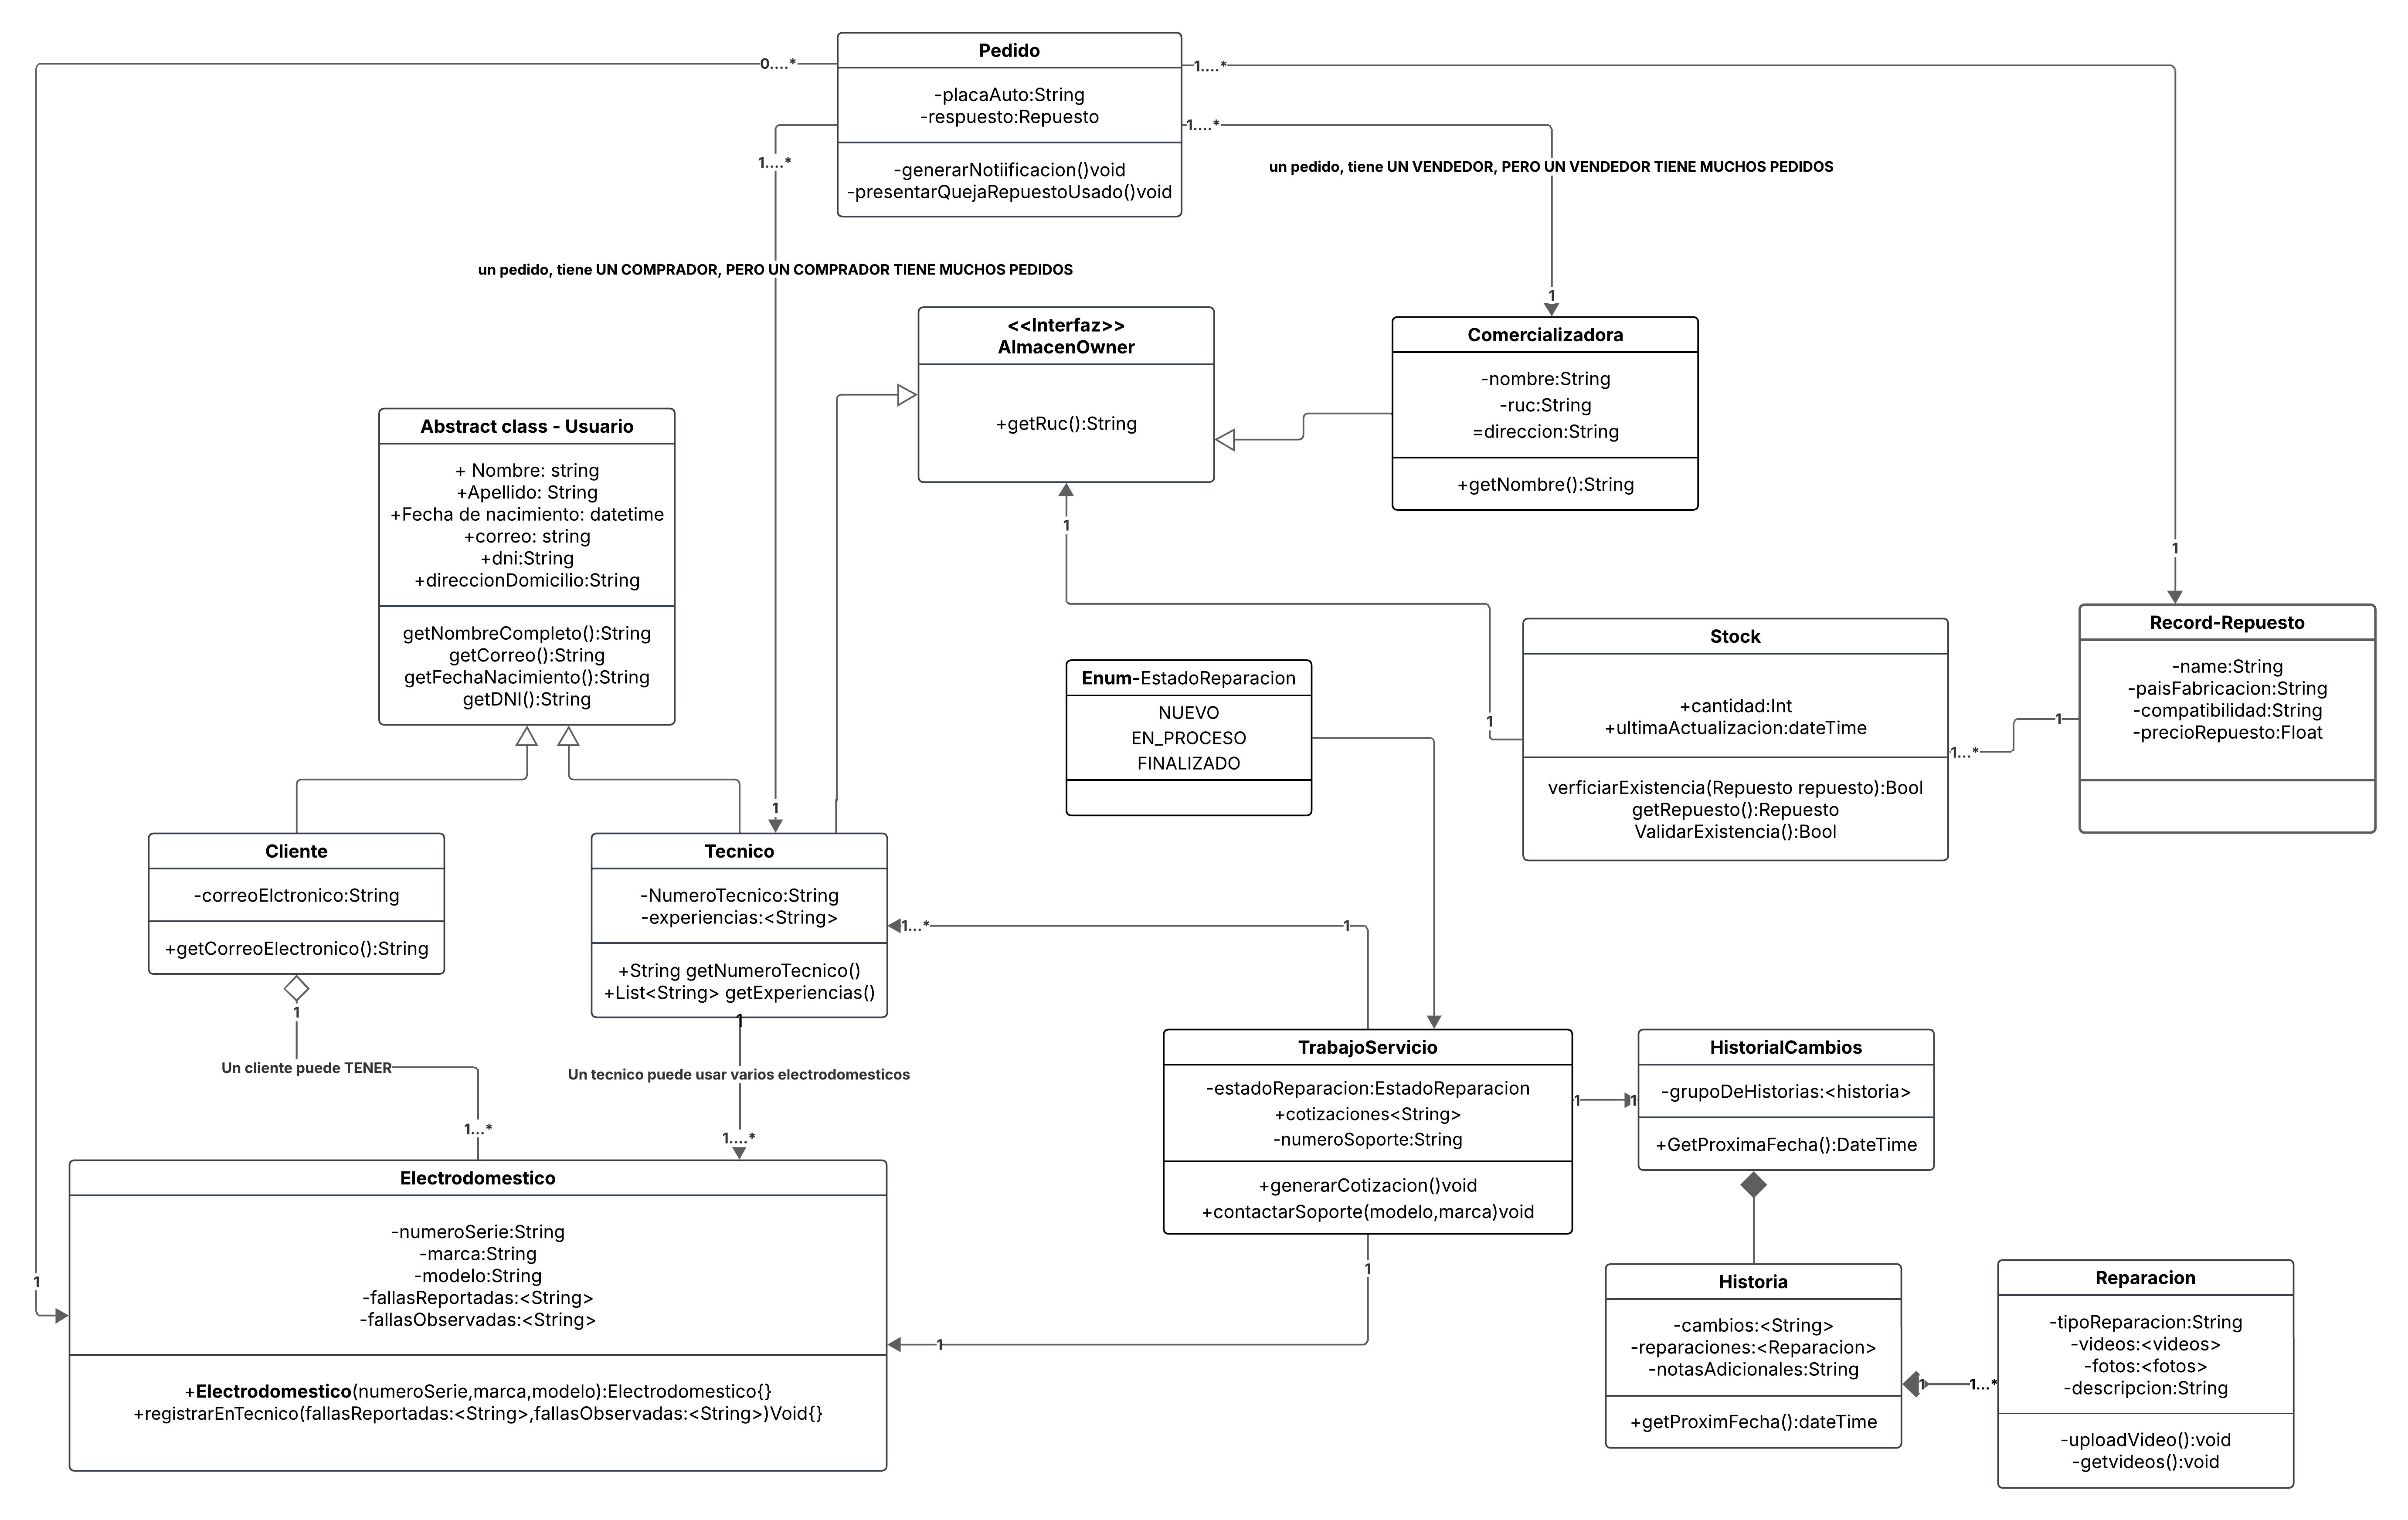 Pedido
-placaAuto:String
-respuesto:Repuesto
-generarNotiificacion()void
-presentarQuejaRepuestoUsado()void
0....*
1....*
1....*
1....*
un pedido, tiene UN VENDEDOR, PERO UN VENDEDOR TIENE MUCHOS PEDIDOS
un pedido, tiene UN COMPRADOR, PERO UN COMPRADOR TIENE MUCHOS PEDIDOS
1
<<Interfaz>>
AlmacenOwner
+getRuc():String
1
Comercializadora
-nombre:String
-ruc:String
=direccion:String
+getNombre():String
Abstract class - Usuario
+ Nombre: string
+Apellido: String
+Fecha de nacimiento: datetime
+correo: string
+dni:String
+direccionDomicilio:String
getNombreCompleto():String
getCorreo():String
getFechaNacimiento():String
getDNI():String
1
Record-Repuesto
-name:String
-paisFabricacion:String
-compatibilidad:String
-precioRepuesto:Float
1
Stock
+cantidad:Int
+ultimaActualizacion:dateTime
verficiarExistencia(Repuesto repuesto):Bool
getRepuesto():Repuesto
ValidarExistencia():Bool
1
1...*
Enum-EstadoReparacion
NUEVO
EN_PROCESO
FINALIZADO
1
Cliente
-correoElctronico:String
+getCorreoElectronico():String
1
Un cliente puede TENER
1...*
Tecnico
-NumeroTecnico:String
-experiencias:<String>
+String getNumeroTecnico()
+List<String> getExperiencias()
1...*
1
1
Un tecnico puede usar varios electrodomesticos
1....*
TrabajoServicio
-estadoReparacion:EstadoReparacion
+cotizaciones<String>
-numeroSoporte:String
+generarCotizacion()void
+contactarSoporte(modelo,marca)void
1
1
HistorialCambios
-grupoDeHistorias:<historia>
+GetProximaFecha():DateTime
Electrodomestico
-numeroSerie:String
-marca:String
-modelo:String
-fallasReportadas:<String>
-fallasObservadas:<String>
+Electrodomestico(numeroSerie,marca,modelo):Electrodomestico{}
+registrarEnTecnico(fallasReportadas:<String>,fallasObservadas:<String>)Void{}
1
1
1
Historia
-cambios:<String>
-reparaciones:<Reparacion>
-notasAdicionales:String
+getProximFecha():dateTime
1
1...*
Reparacion
-tipoReparacion:String
-videos:<videos>
-fotos:<fotos>
-descripcion:String
-uploadVideo():void
-getvideos():void